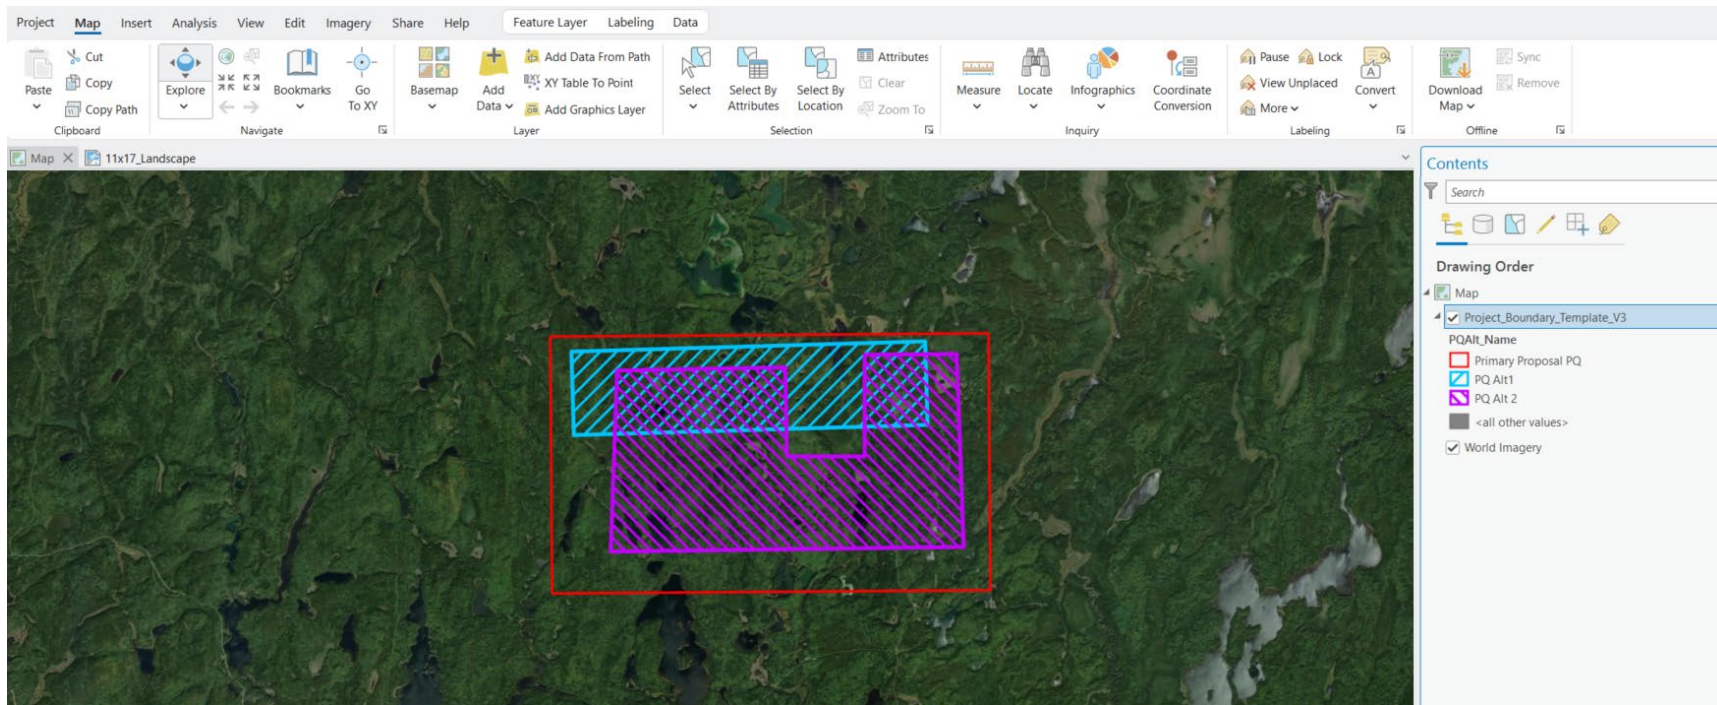 Project Map Insert Analysis View Edit Imagery Share Help Feature Layer Labeling Data
Paste
Cut
Copy
Copy Path
Clipboard
Explore
Bookmarks
Go
To XY
Navigate
Basemap
Add
Data
Add Data From Path
XY Table To Point
Add Graphics Layer
Layer
Select
Select By
Attributes
Select By
Location
Attributes
Clear
Zoom To
Selection
Measure
Locate
Infographics
Coordinate
Conversion
Inquiry
Pause
Lock
View Unplaced
More
Convert
A
Labeling
Download
Map
Sync
Remove
Offline
Map
11x17_Landscape
Contents
Search
Drawing Order
Map
Project_Boundary_Template_V3
PQAlt_Name
Primary Proposal PQ
PQ Alt1
PQ Alt 2
<all other values>
World Imagery